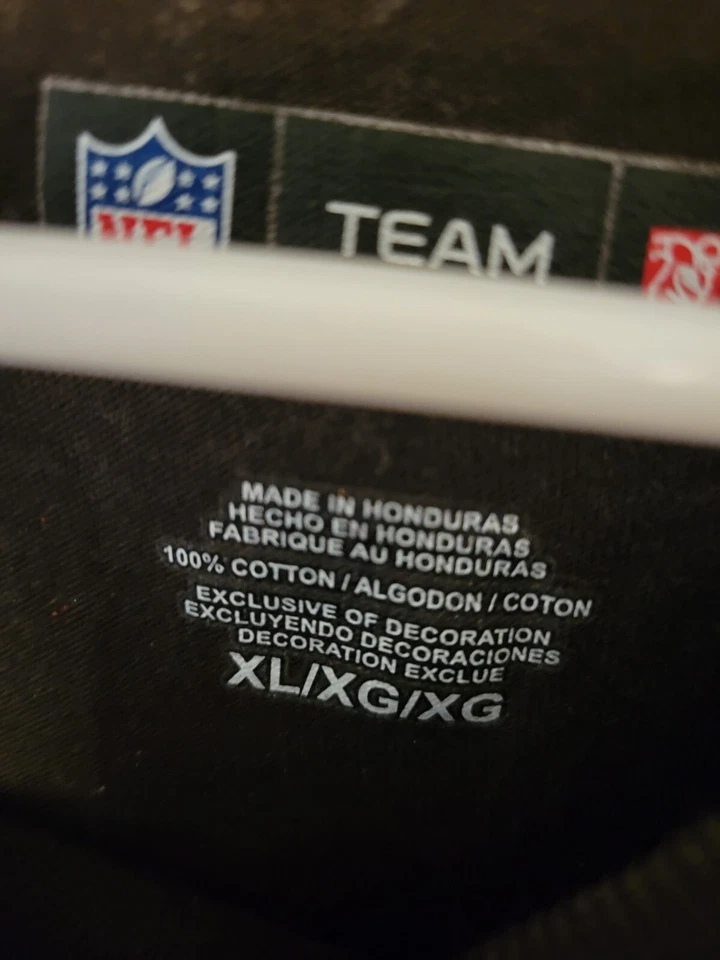 NFL
TEAM
MADE IN HONDURAS
HECHO EN HONDURAS
FABRIQUE AU HONDURAS
100% COTTON / ALGODON / COTON
EXCLUSIVE OF DECORATION
EXCLUYENDO DECORACIONES
DECORATION EXCLUE
XL/XG/XG